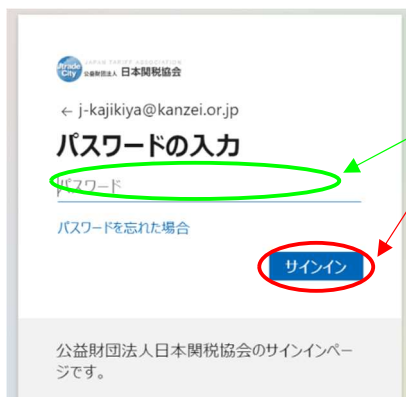 JAPAN TARIFF ASSOCIATION
Jtrade
City
公益財団法人 日本関税協会
← j-kajikiya@kanzei.or.jp
パスワードの入力
パスワード
パスワードを忘れた場合
サインイン
公益財団法人日本関税協会のサインインペー
ジです。